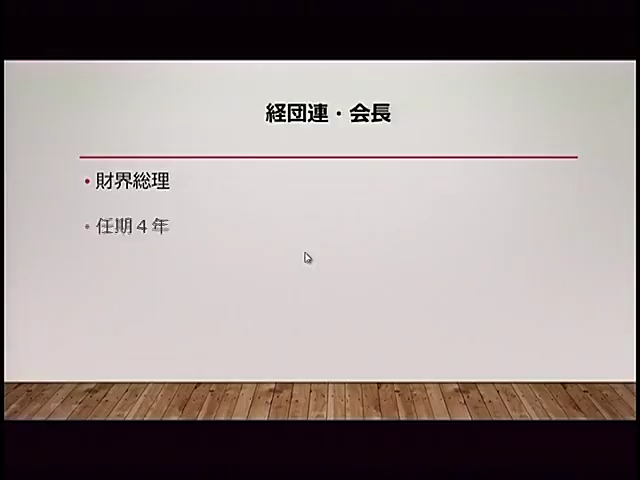 経団連・会長
• 財界総理
• 任期４年